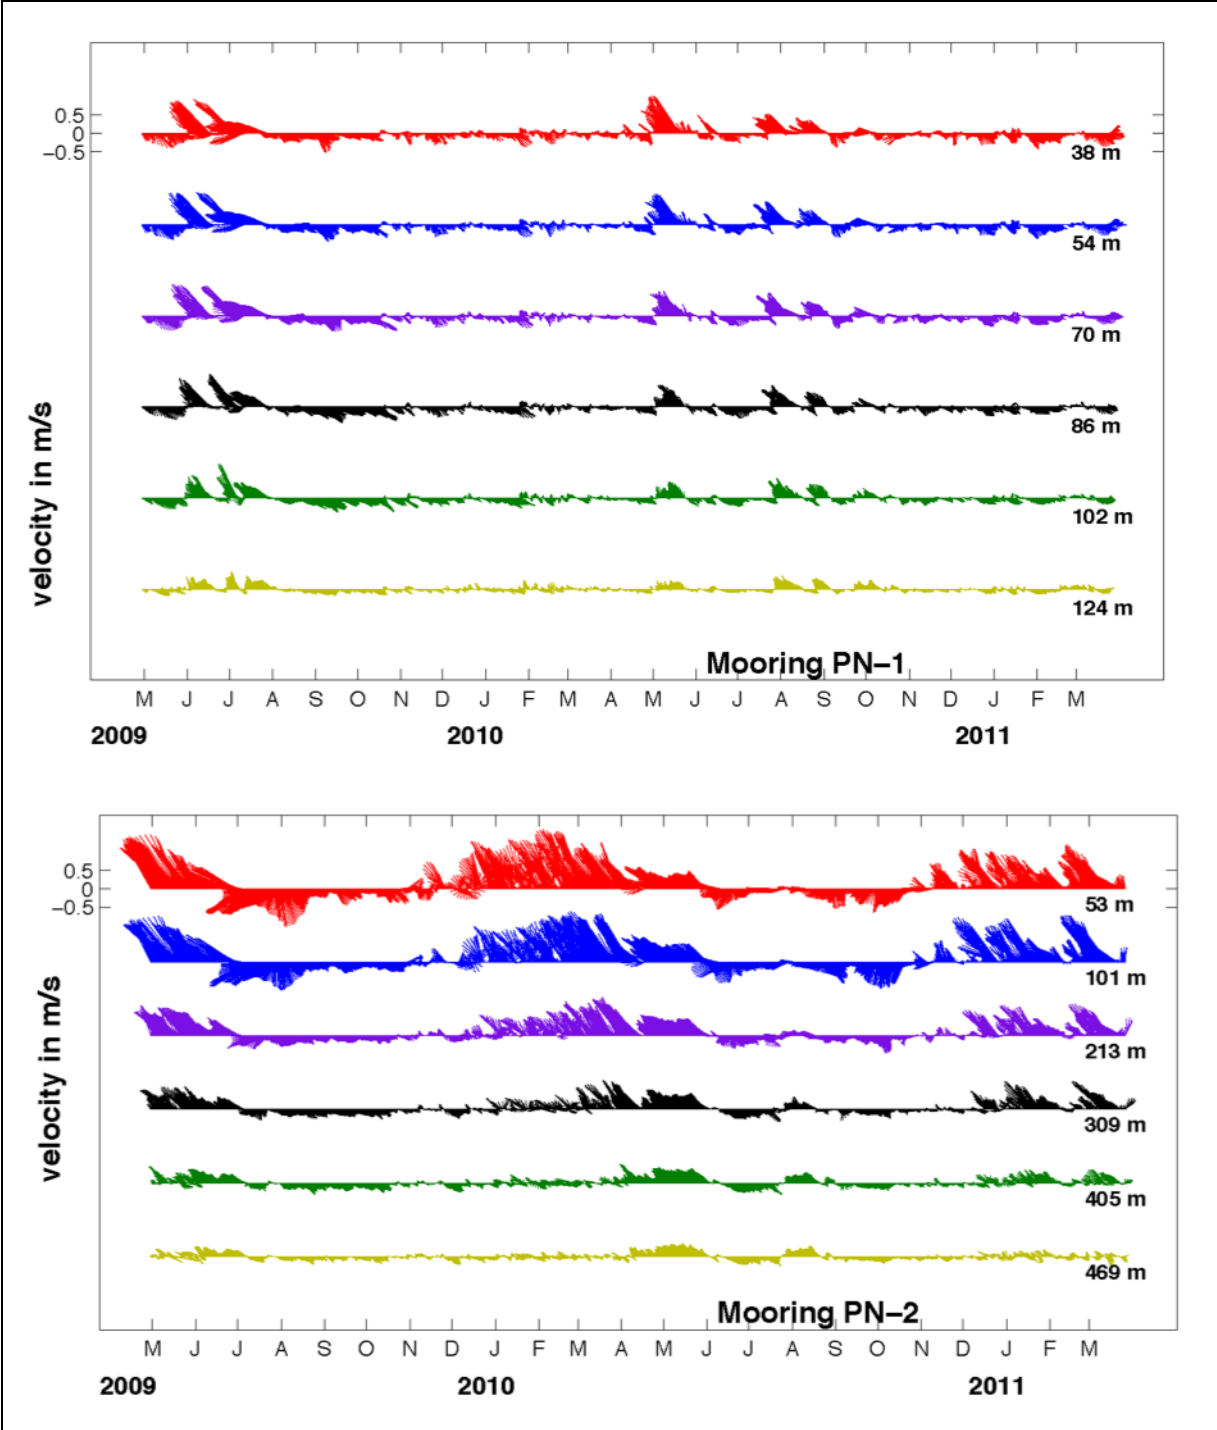 0.5
0
−0.5
38 m
54 m
70 m
86 m
102 m
124 m
velocity in m/s
Mooring PN−1
M J J A S O N D J F M A M J J A S O N D J F M
2009 2010 2011
0.5
0
−0.5
53 m
101 m
213 m
309 m
405 m
469 m
velocity in m/s
Mooring PN−2
M J J A S O N D J F M A M J J A S O N D J F M
2009 2010 2011